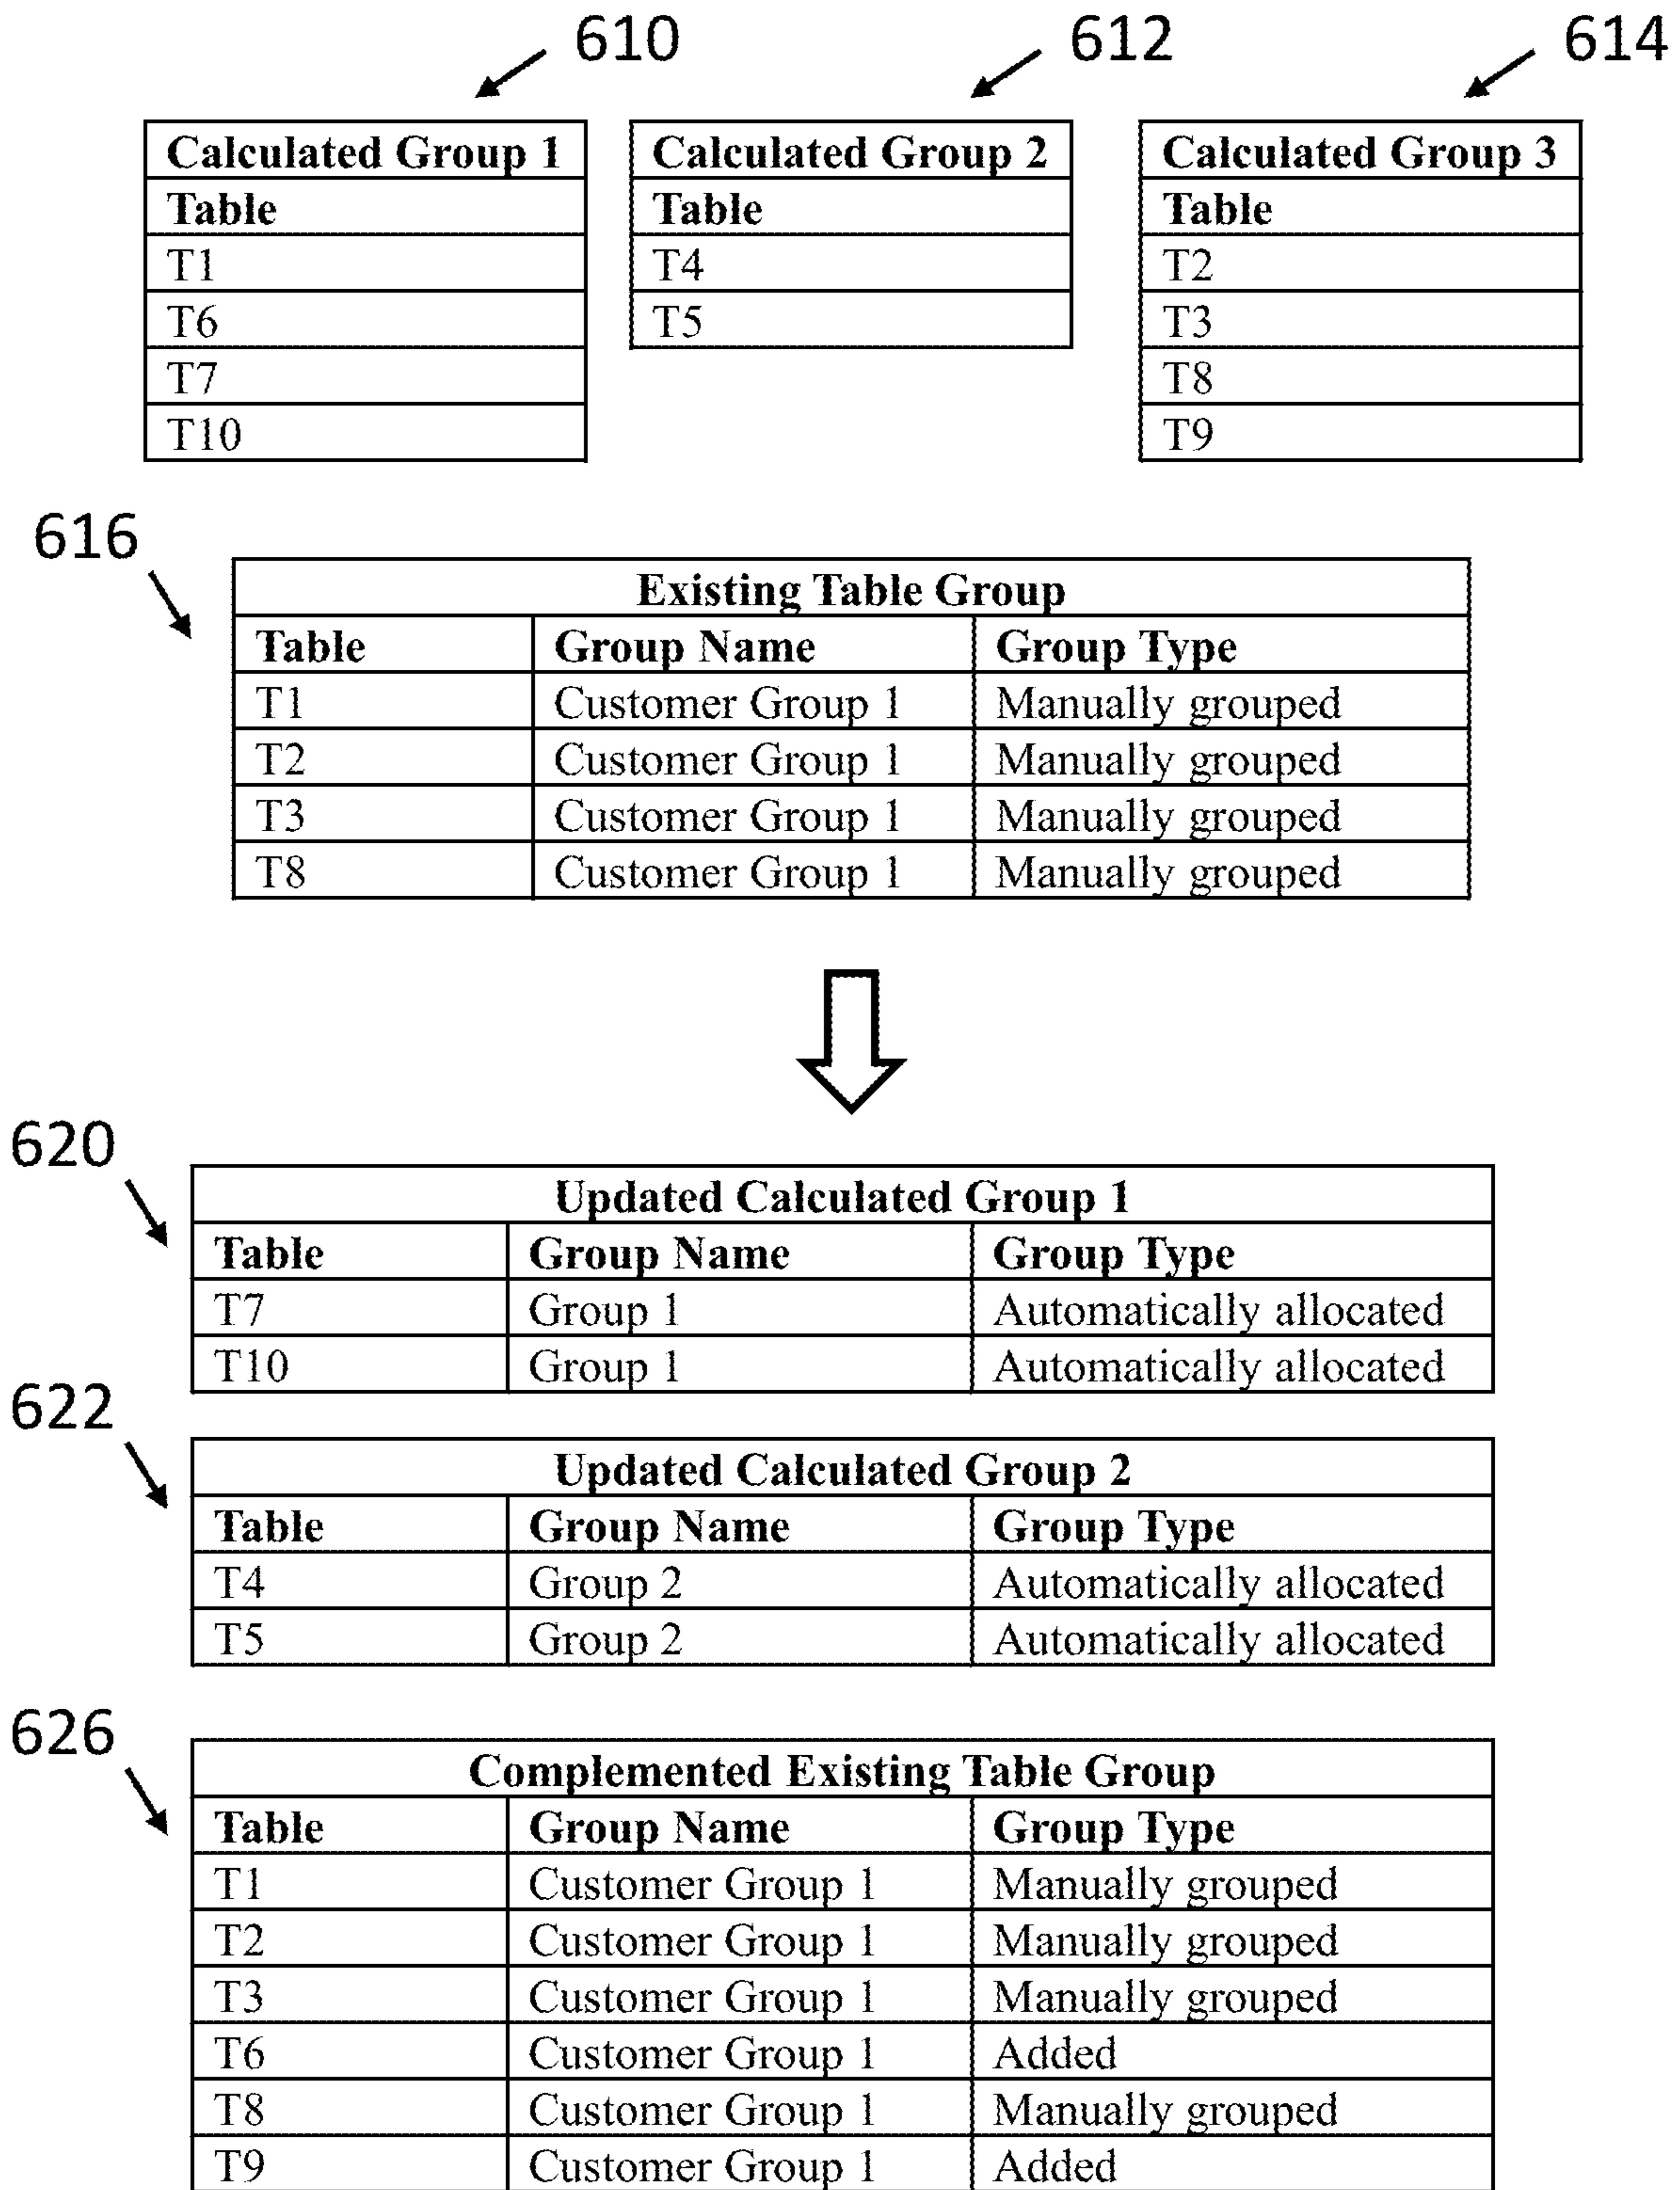 610 612 614
Calculated Group 1 Calculated Group 2 Calculated Group 3
Table Table Table
T1 T4 T2
T6 T5 T3
T7 T8
T10 T9
616
Existing Table Group
Table Group Name Group Type
T1 Customer Group 1 Manually grouped
T2 Customer Group 1 Manually grouped
T3 Customer Group 1 Manually grouped
T8 Customer Group 1 Manually grouped
620
Updated Calculated Group 1
Table Group Name Group Type
T7 Group 1 Automatically allocated
T10 Group 1 Automatically allocated
622
Updated Calculated Group 2
Table Group Name Group Type
T4 Group 2 Automatically allocated
T5 Group 2 Automatically allocated
626
Complemented Existing Table Group
Table Group Name Group Type
T1 Customer Group 1 Manually grouped
T2 Customer Group 1 Manually grouped
T3 Customer Group 1 Manually grouped
T6 Customer Group 1 Added
T8 Customer Group 1 Manually grouped
T9 Customer Group 1 Added